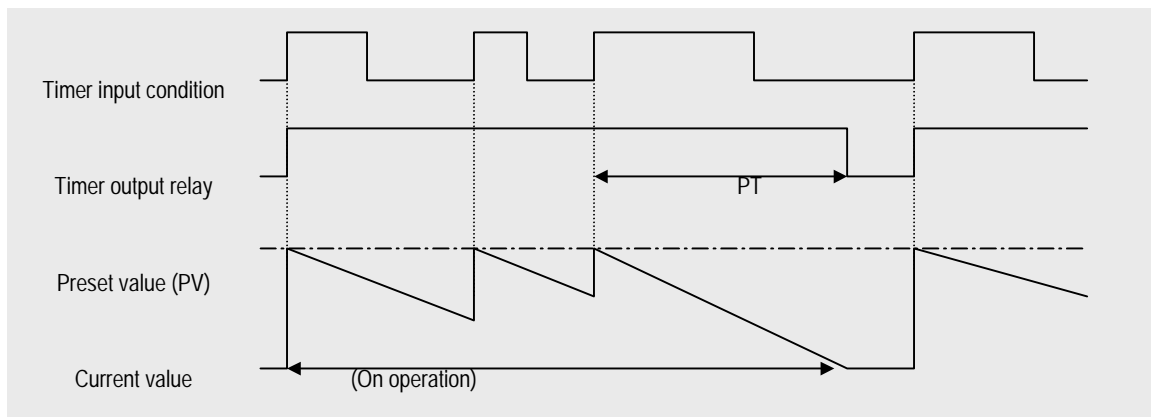 Timer input condition
Timer output relay
PT
Preset value (PV)
Current value
(On operation)